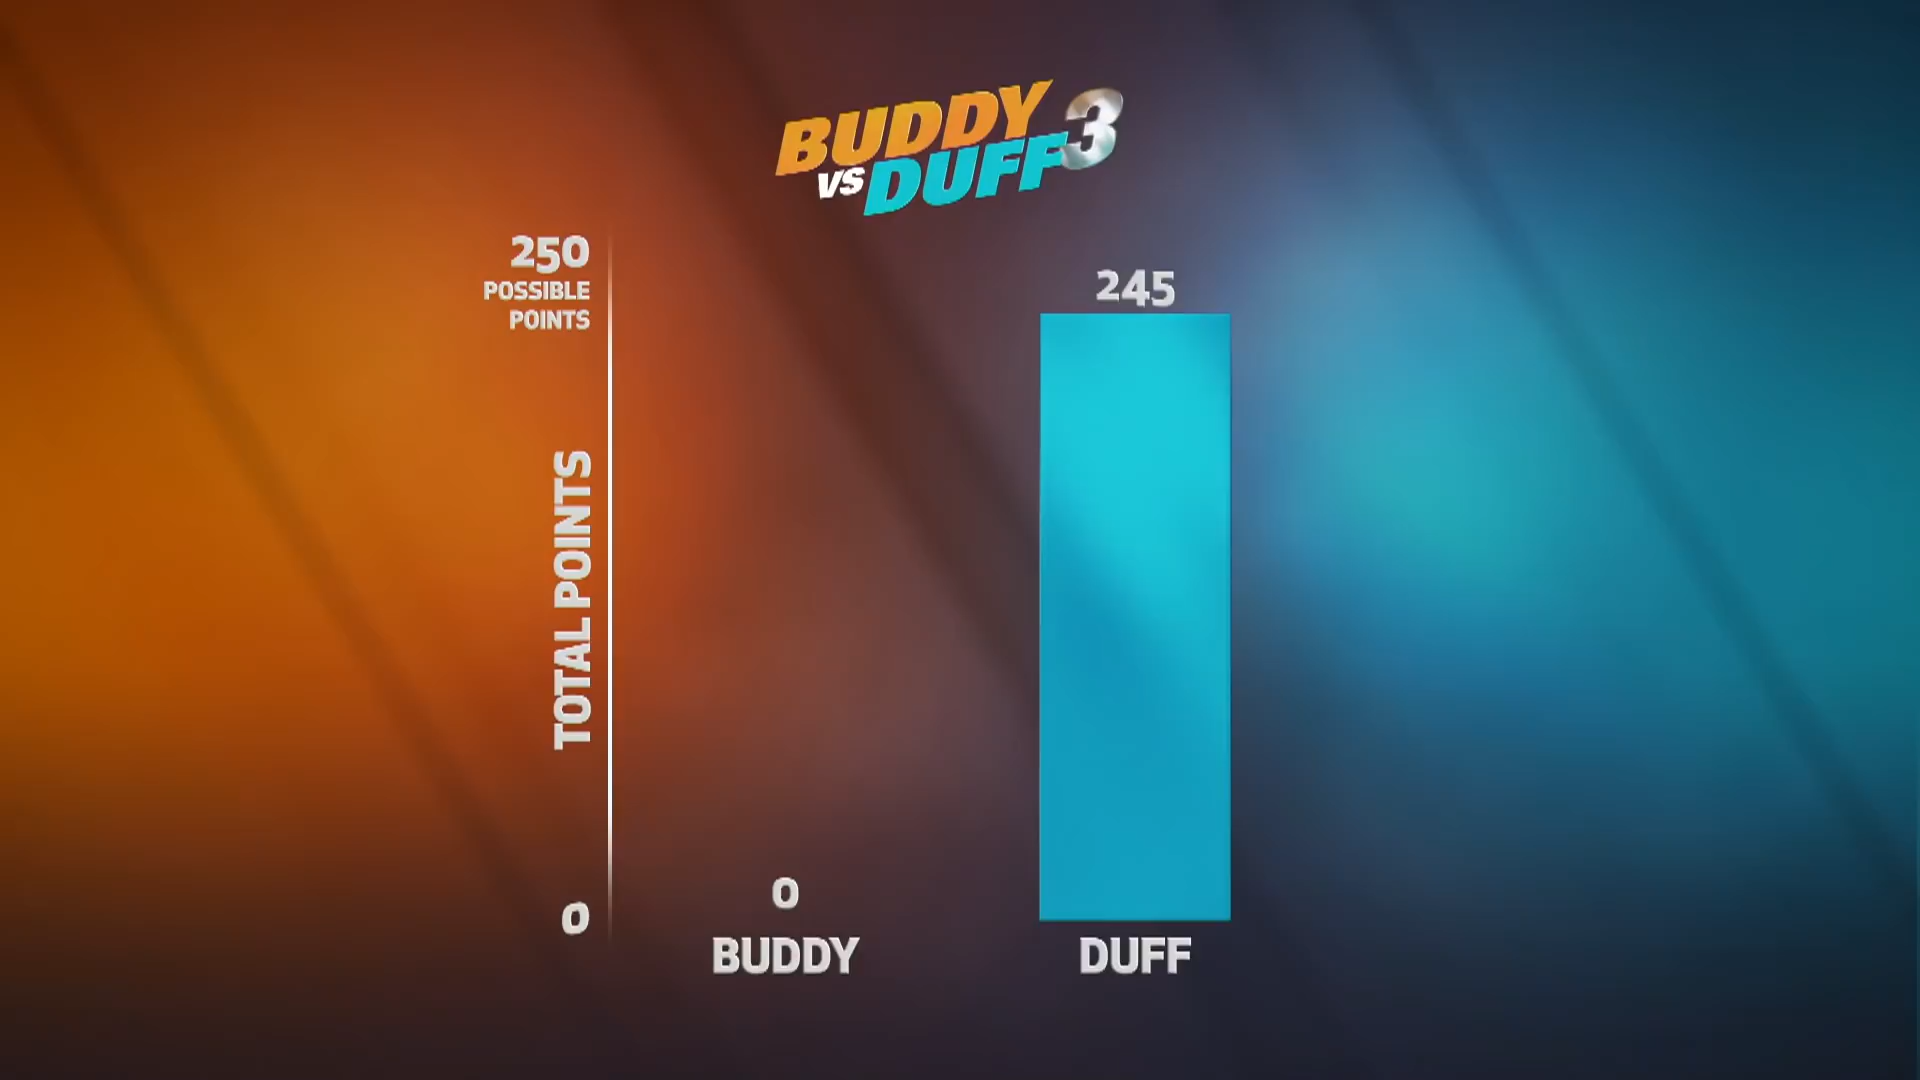 BUDDY
VS DUFF 3
250
POSSIBLE
POINTS
245
TOTAL POINTS
0
0
BUDDY
DUFF